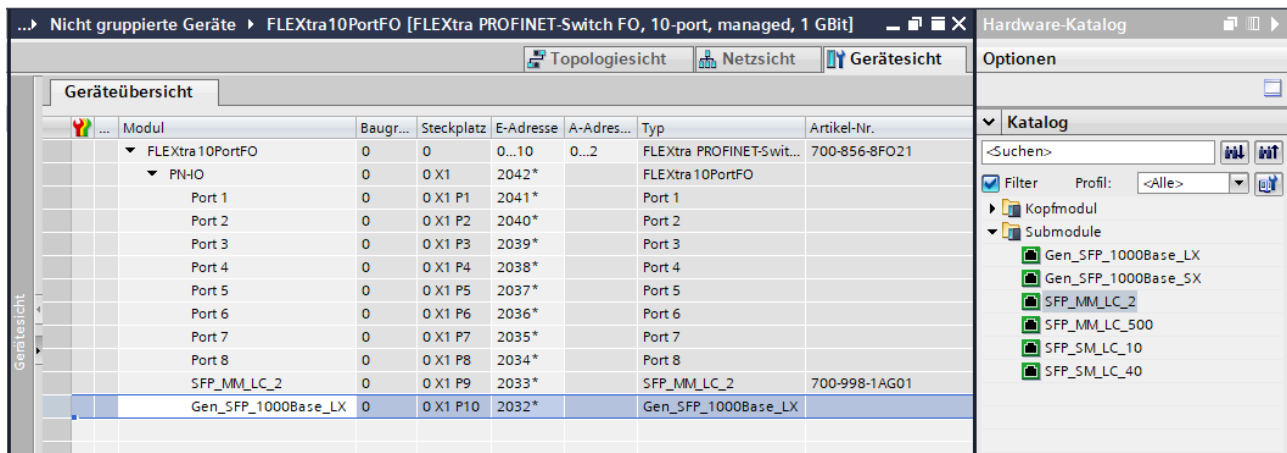 ...▸ Nicht gruppierte Geräte ▸ FLEXtra10PortFO [FLEXtra PROFINET-Switch FO, 10-port, managed, 1 GBit]
Hardware-Katalog
Topologiesicht Netzsicht Gerätesicht
Optionen
Geräteübersicht
Gerätesicht
... Modul Baugr... Steckplatz E-Adresse A-Adres... Typ Artikel-Nr.
FLEXtra10PortFO 0 0 0...10 0...2 FLEXtra PROFINET-Swit... 700-856-8FO21
PN-IO 0 0 X1 2042* FLEXtra10PortFO
Port 1 0 0 X1 P1 2041* Port 1
Port 2 0 0 X1 P2 2040* Port 2
Port 3 0 0 X1 P3 2039* Port 3
Port 4 0 0 X1 P4 2038* Port 4
Port 5 0 0 X1 P5 2037* Port 5
Port 6 0 0 X1 P6 2036* Port 6
Port 7 0 0 X1 P7 2035* Port 7
Port 8 0 0 X1 P8 2034* Port 8
SFP_MM_LC_2 0 0 X1 P9 2033* SFP_MM_LC_2 700-998-1AG01
Gen_SFP_1000Base_LX 0 0 X1 P10 2032* Gen_SFP_1000Base_LX
Katalog
<Suchen>
Filter Profil: <Alle>
Kopfmodul
Submodule
Gen_SFP_1000Base_LX
Gen_SFP_1000Base_SX
SFP_MM_LC_2
SFP_MM_LC_500
SFP_SM_LC_10
SFP_SM_LC_40